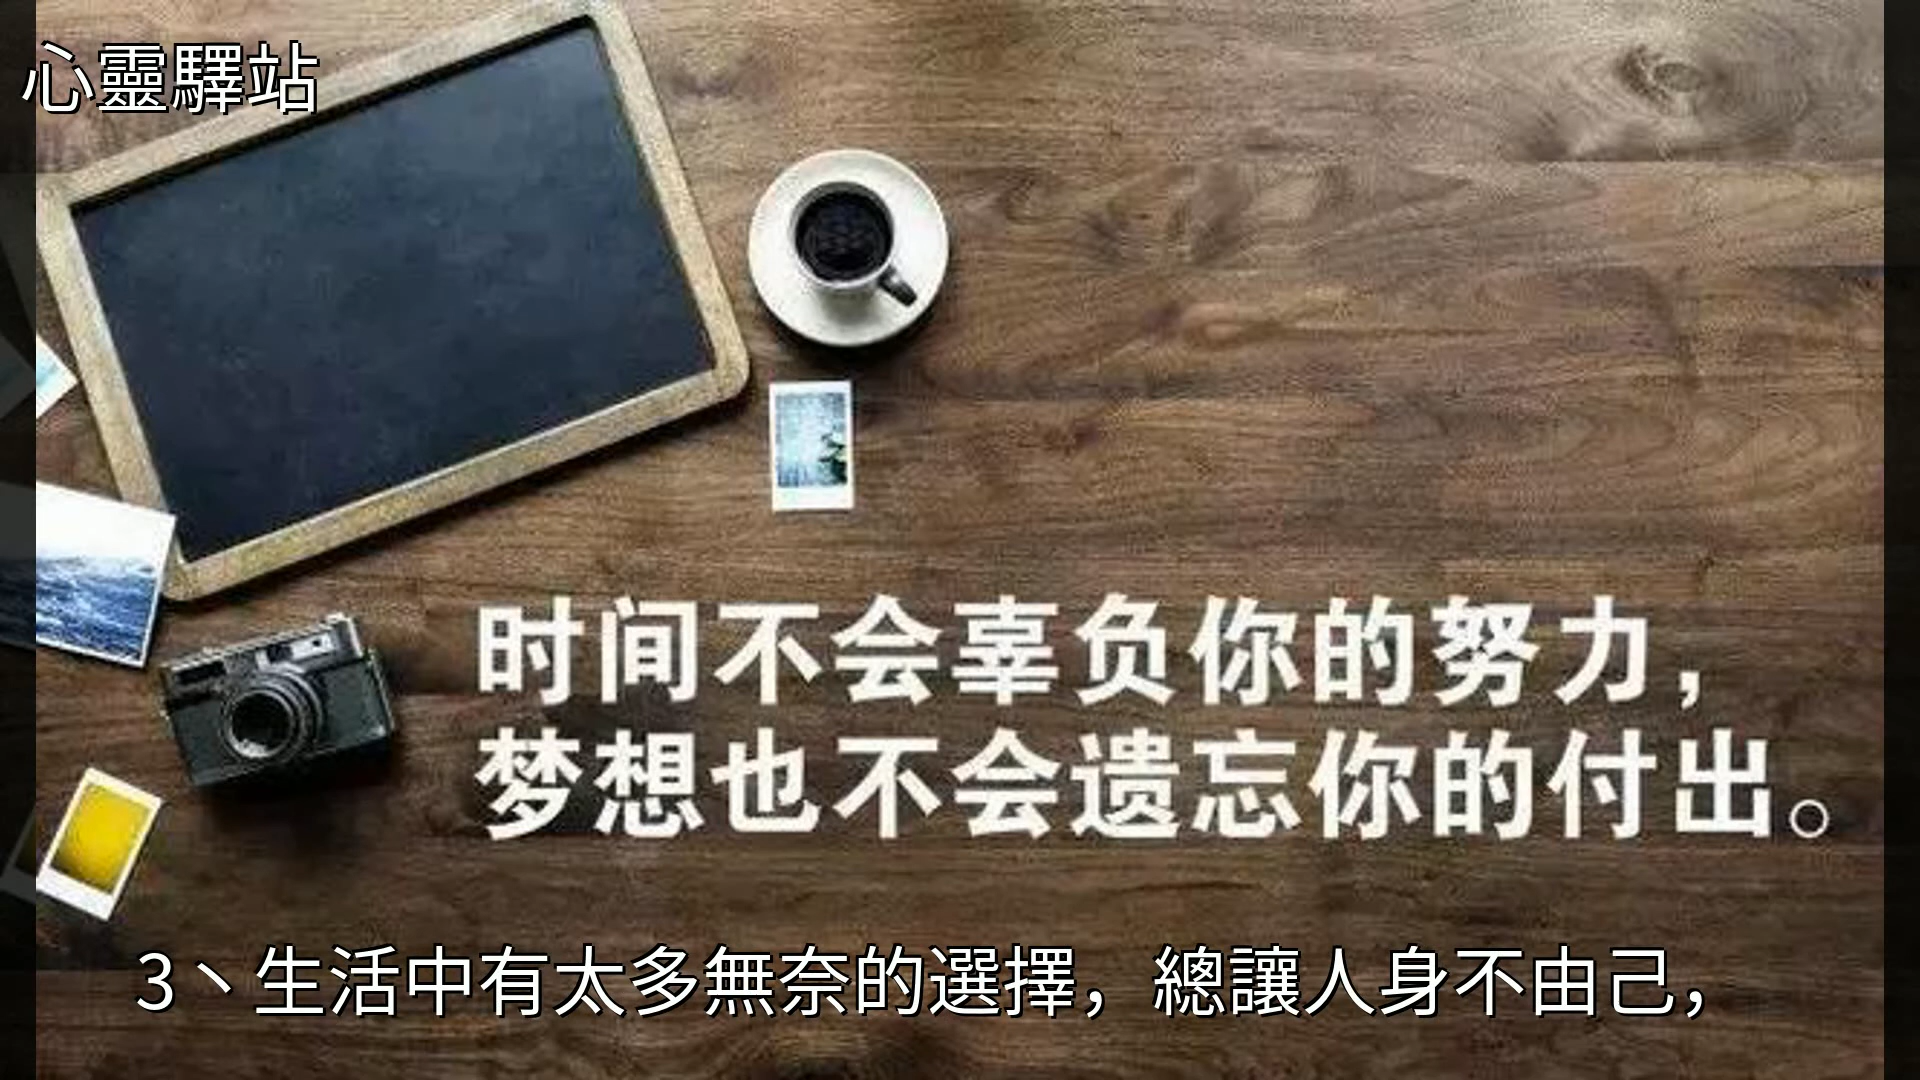 心靈驛站
时间不会辜负你的努力，
梦想也不会遗忘你的付出。
3丶生活中有太多無奈的選擇，總讓人身不由己，